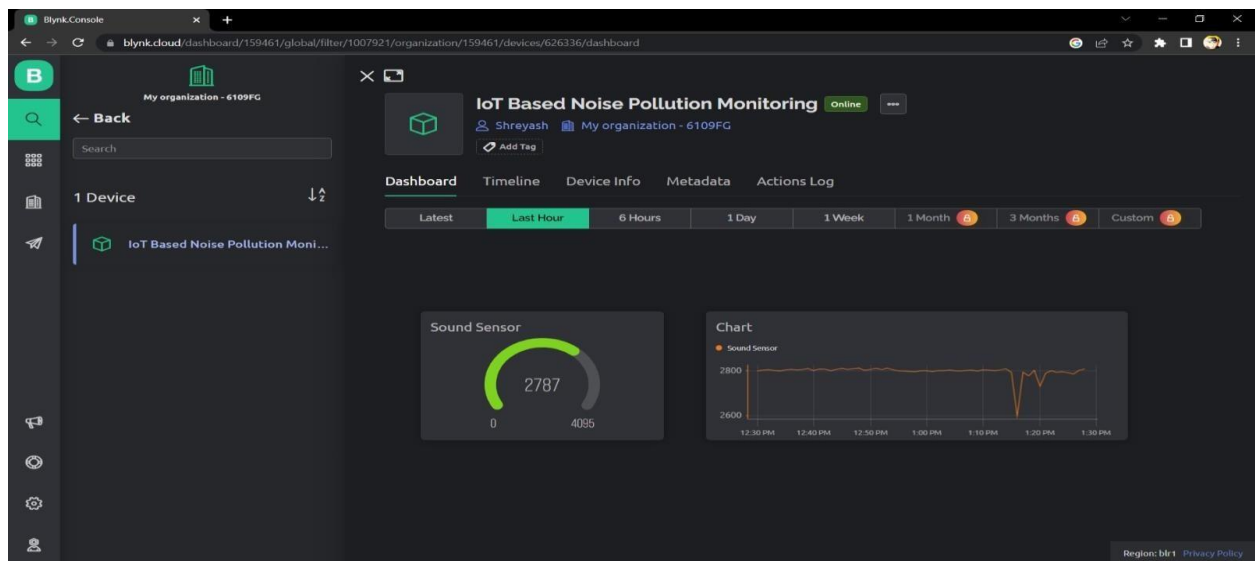 B Blynk.Console
blynk.cloud/dashboard/159461/global/filter/1007921/organization/159461/devices/626336/dashboard
B
My organization - 6109FG
← Back
Search
1 Device
IoT Based Noise Pollution Moni...
IoT Based Noise Pollution Monitoring Online
Shreyash My organization - 6109FG
Add Tag
Dashboard Timeline Device Info Metadata Actions Log
Latest Last Hour 6 Hours 1 Day 1 Week 1 Month 3 Months Custom
Sound Sensor
2787
0 4095
Chart
Sound Sensor
2800
2600
12:30 PM 12:40 PM 12:50 PM 1:00 PM 1:10 PM 1:20 PM 1:30 PM
Region: blr1 Privacy Policy